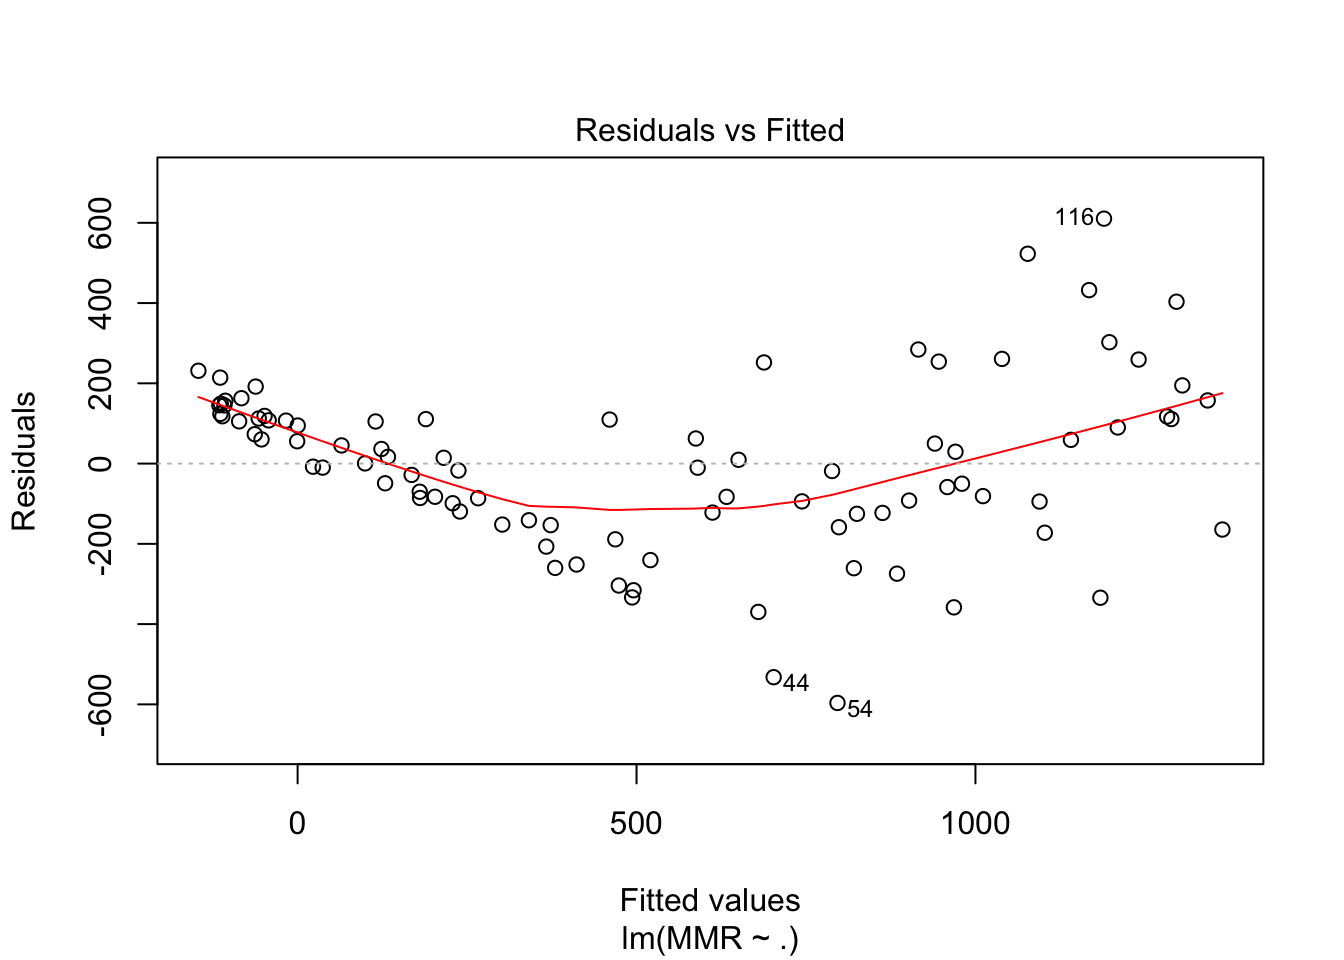 Residuals vs Fitted
Residuals
600
400
200
0
-200
-600
116
44
54
0 500 1000
Fitted values
lm(MMR ~ .)